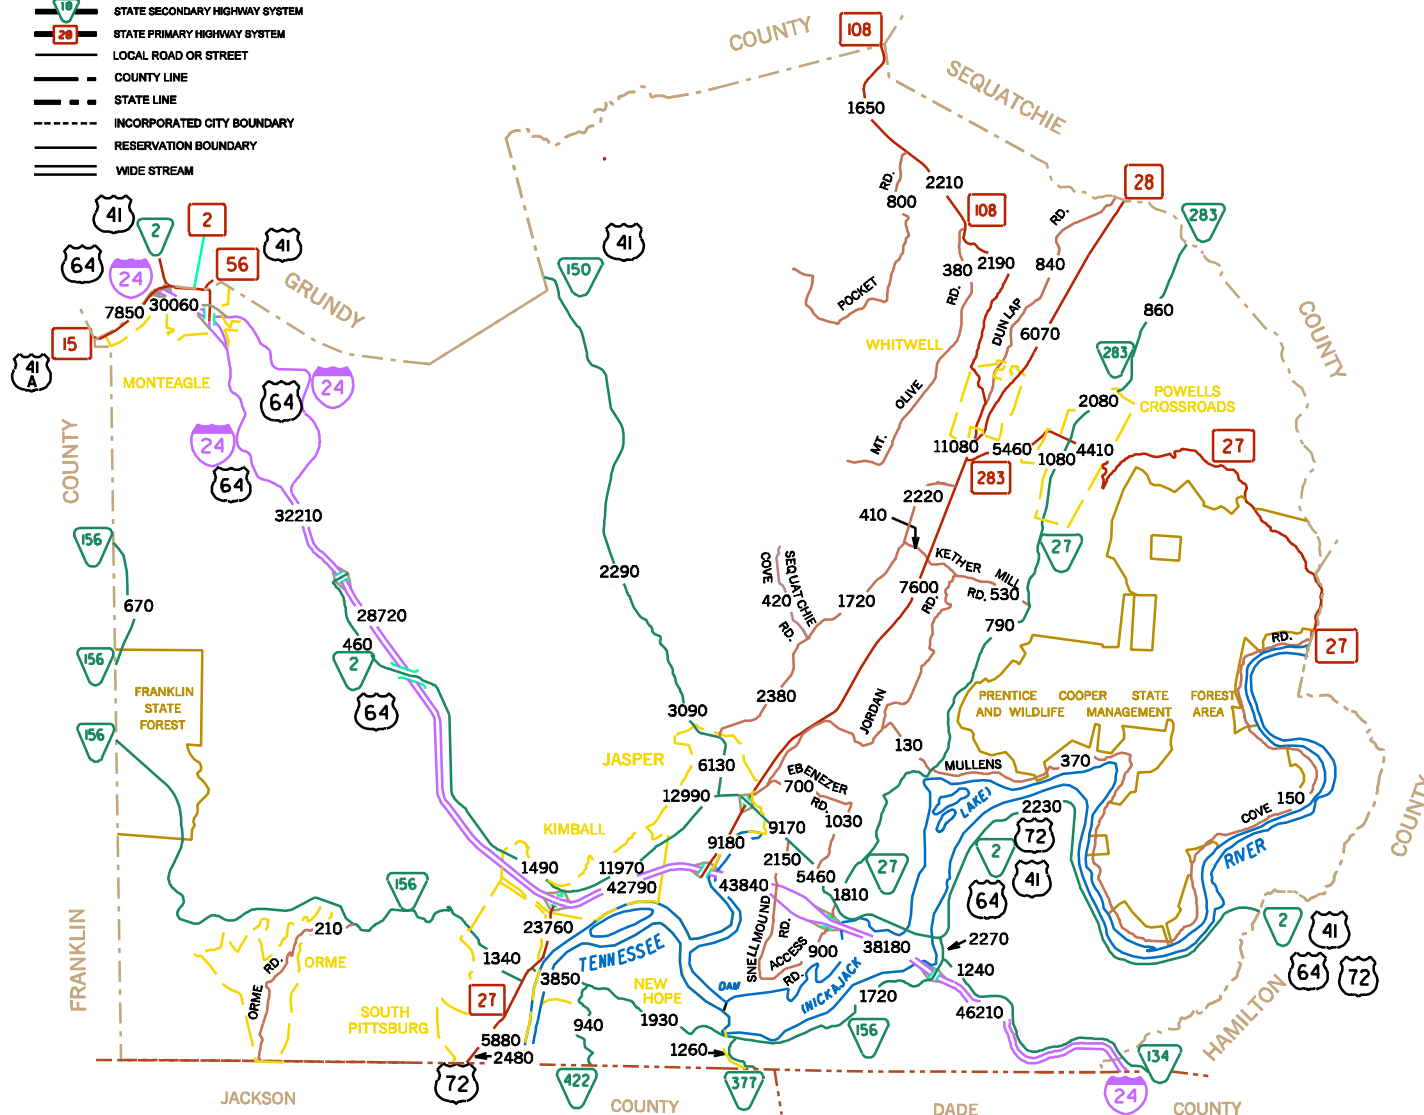 18
STATE SECONDARY HIGHWAY SYSTEM
20
STATE PRIMARY HIGHWAY SYSTEM
LOCAL ROAD OR STREET
COUNTY LINE
STATE LINE
INCORPORATED CITY BOUNDARY
RESERVATION BOUNDARY
WIDE STREAM
COUNTY
108
SEQUATCHIE
1650
RD.
800
2210
108
28
RD.
283
41
2
2
56
41
64
24
7850
30060
15
41
A
GRUNDY
MONTEAGLE
150
41
2190
380
RD.
840
POCKET
DUNLAP
6070
860
COUNTY
WHITWELL
283
64
24
24
64
OLIVE
MT.
POWELLS
CROSSROADS
2080
11080
5460
1080
4410
27
283
COUNTY
32210
2220
410
156
27
KETHER
MILL
RD.
530
SEQUATCHIE
COVE
420
RD.
1720
7600
RD.
790
2290
670
28720
460
2
64
156
27
RD.
FRANKLIN
STATE
FOREST
156
2380
3090
JORDAN
130
PRENTICE COOPER STATE FOREST
AND WILDLIFE MANAGEMENT AREA
JASPER
6130
12990
EBENEZER
700
RD.
1030
MULLENS
370
COVE
150
COUNTY
LAKE)
2230
72
RIVER
KIMBALL
9180
9170
2150
5460
1490
11970
42790
43840
1810
27
2
41
64
156
210
ORME
RD.
ORME
23760
TENNESSEE
SNELLMOUND
RD.
ACCESS
RD.
900
38180
2270
2
41
64
72
FRANKLIN
1340
3850
27
SOUTH
PITTSBURG
NEW
HOPE
DAM
(NICKAJACK
1720
1240
46210
940
1930
156
HAMILTON
5880
2480
1260
134
72
422
377
24
JACKSON
COUNTY
DADE
COUNTY